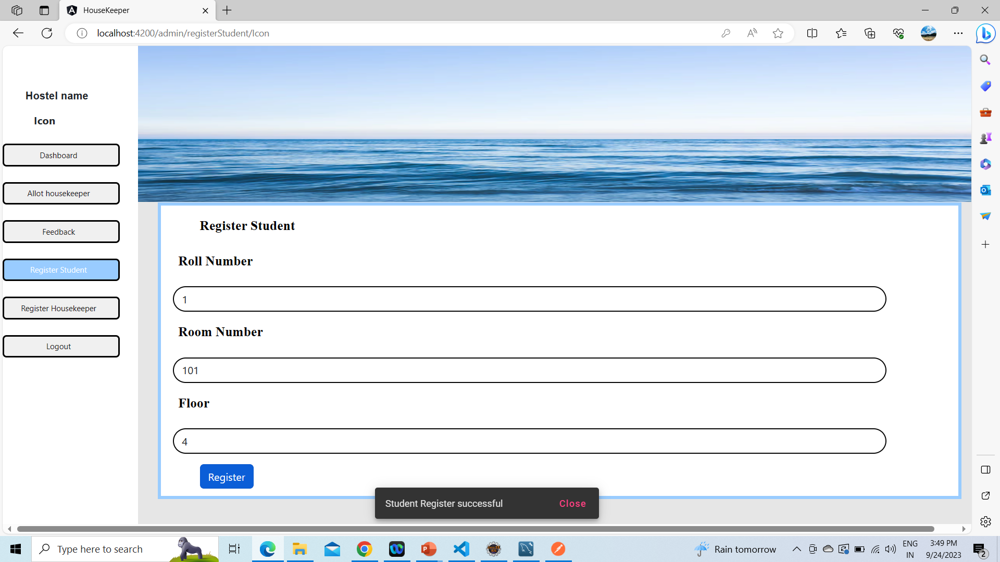 HouseKeeper
localhost:4200/admin/registerStudent/Icon
Hostel name
Icon
Dashboard
Allot housekeeper
Feedback
Register Student
Register Housekeeper
Logout
Register Student
Roll Number
1
Room Number
101
Floor
4
Register
Student Register successful Close
Type here to search
Rain tomorrow
ENG
IN
3:49 PM
9/24/2023
2